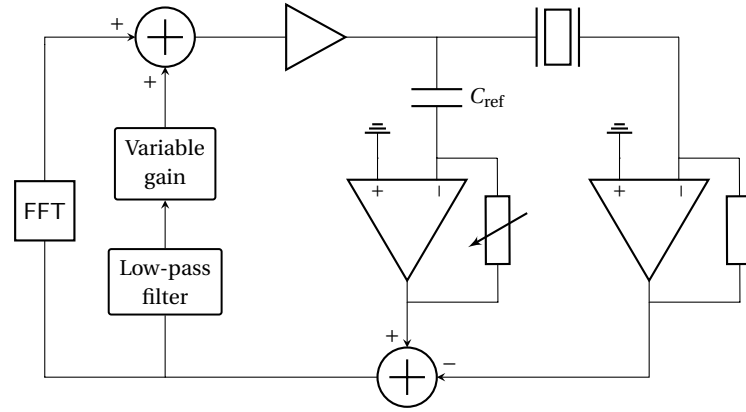 +
+
C_ref
Variable
gain
+ −
+ −
FFT
Low-pass
filter
+
−